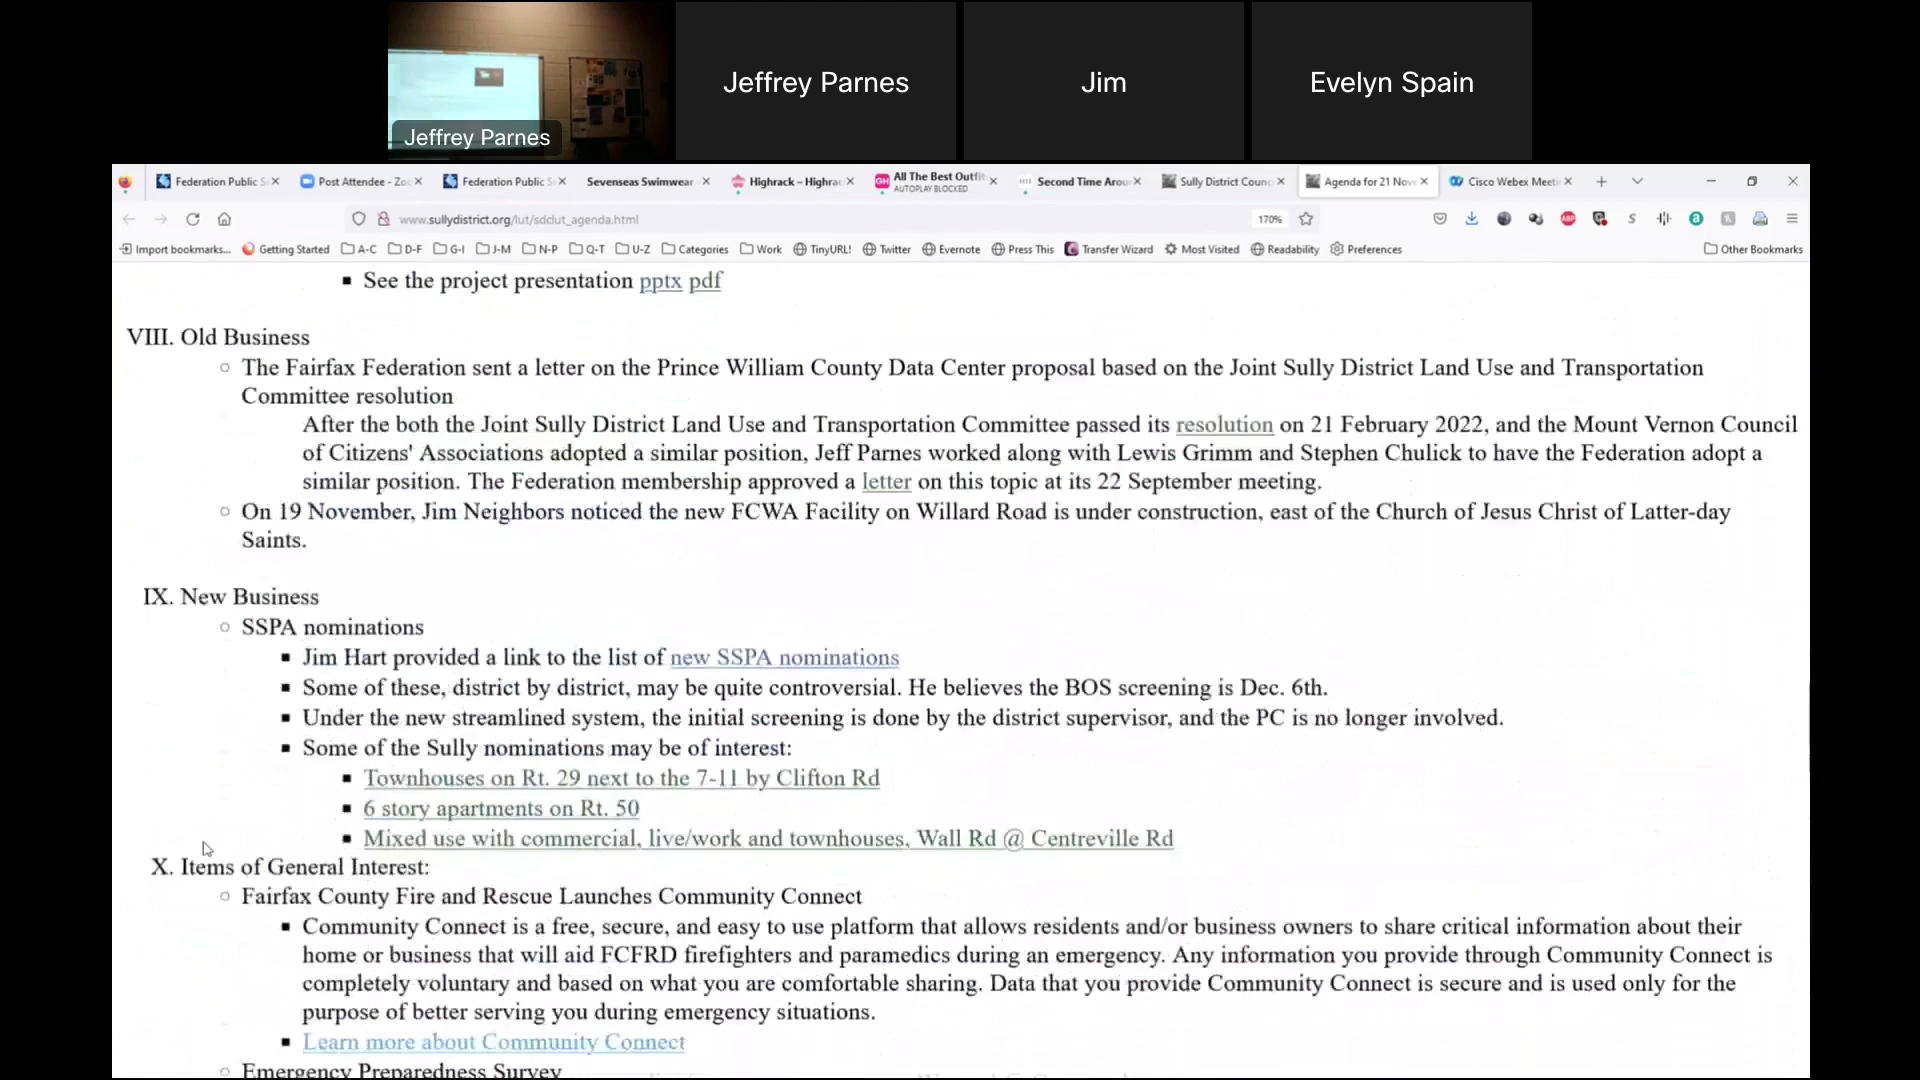 Jeffrey Parnes
Jeffrey Parnes
Jim
Evelyn Spain
Federation Public S
Post Attendee - Zo
Federation Public S
Sevenseas Swimwear
Highrack – Highra
All The Best Outfit
AUTOPLAY BLOCKED
Second Time Arou
Sully District Counc
Agenda for 21 Nov
Cisco Webex Meeti
www.sullydistrict.org/lut/sdclut_agenda.html
170%
Import bookmarks...
Getting Started
A-C
D-F
G-I
J-M
N-P
Q-T
U-Z
Categories
Work
TinyURL!
Twitter
Evernote
Press This
Transfer Wizard
Most Visited
Readability
Preferences
Other Bookmarks
See the project presentation pptx pdf
VIII. Old Business
The Fairfax Federation sent a letter on the Prince William County Data Center proposal based on the Joint Sully District Land Use and Transportation
Committee resolution
After the both the Joint Sully District Land Use and Transportation Committee passed its resolution on 21 February 2022, and the Mount Vernon Council
of Citizens' Associations adopted a similar position, Jeff Parnes worked along with Lewis Grimm and Stephen Chulick to have the Federation adopt a
similar position. The Federation membership approved a letter on this topic at its 22 September meeting.
On 19 November, Jim Neighbors noticed the new FCWA Facility on Willard Road is under construction, east of the Church of Jesus Christ of Latter-day
Saints.
IX. New Business
SSPA nominations
Jim Hart provided a link to the list of new SSPA nominations
Some of these, district by district, may be quite controversial. He believes the BOS screening is Dec. 6th.
Under the new streamlined system, the initial screening is done by the district supervisor, and the PC is no longer involved.
Some of the Sully nominations may be of interest:
Townhouses on Rt. 29 next to the 7-11 by Clifton Rd
6 story apartments on Rt. 50
Mixed use with commercial, live/work and townhouses, Wall Rd @ Centreville Rd
X. Items of General Interest:
Fairfax County Fire and Rescue Launches Community Connect
Community Connect is a free, secure, and easy to use platform that allows residents and/or business owners to share critical information about their
home or business that will aid FCFRD firefighters and paramedics during an emergency. Any information you provide through Community Connect is
completely voluntary and based on what you are comfortable sharing. Data that you provide Community Connect is secure and is used only for the
purpose of better serving you during emergency situations.
Learn more about Community Connect
Emergency Preparedness Survey